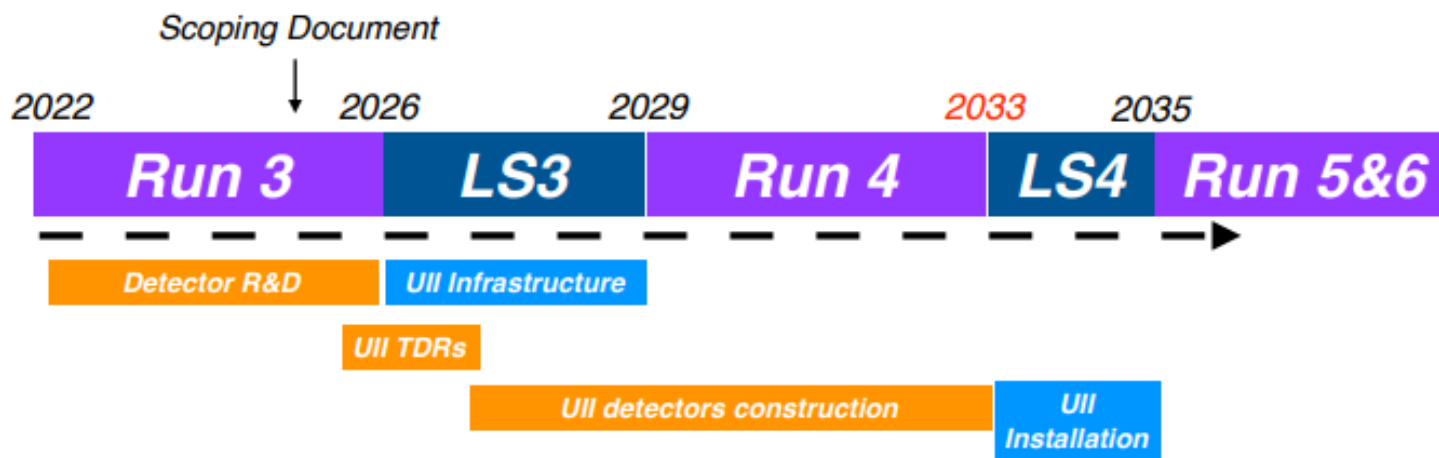 Scoping Document
2022 2026 2029 2033 2035
Run 3 LS3 Run 4 LS4 Run 5&6
Detector R&D UII Infrastructure
UII TDRs
UII detectors construction UII
Installation